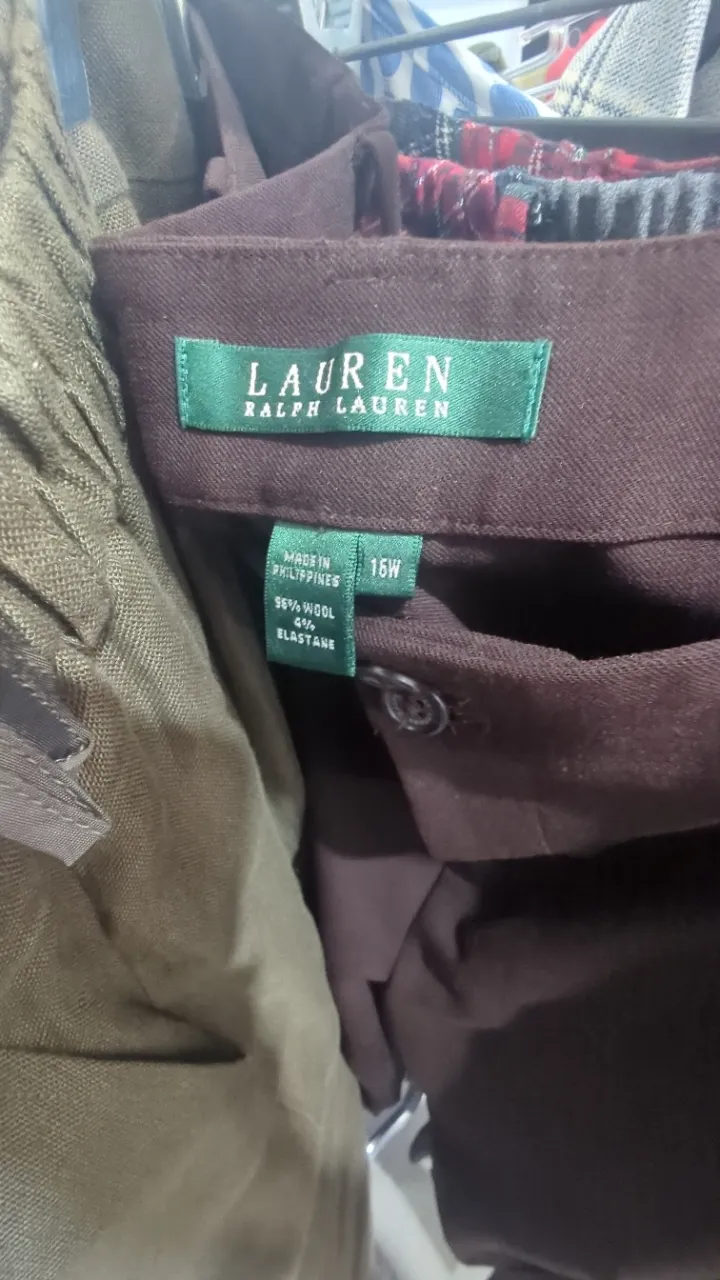 LAUREN
RALPH LAUREN
MADE IN
PHILIPPINES
16W
96% WOOL
4%
ELASTANE